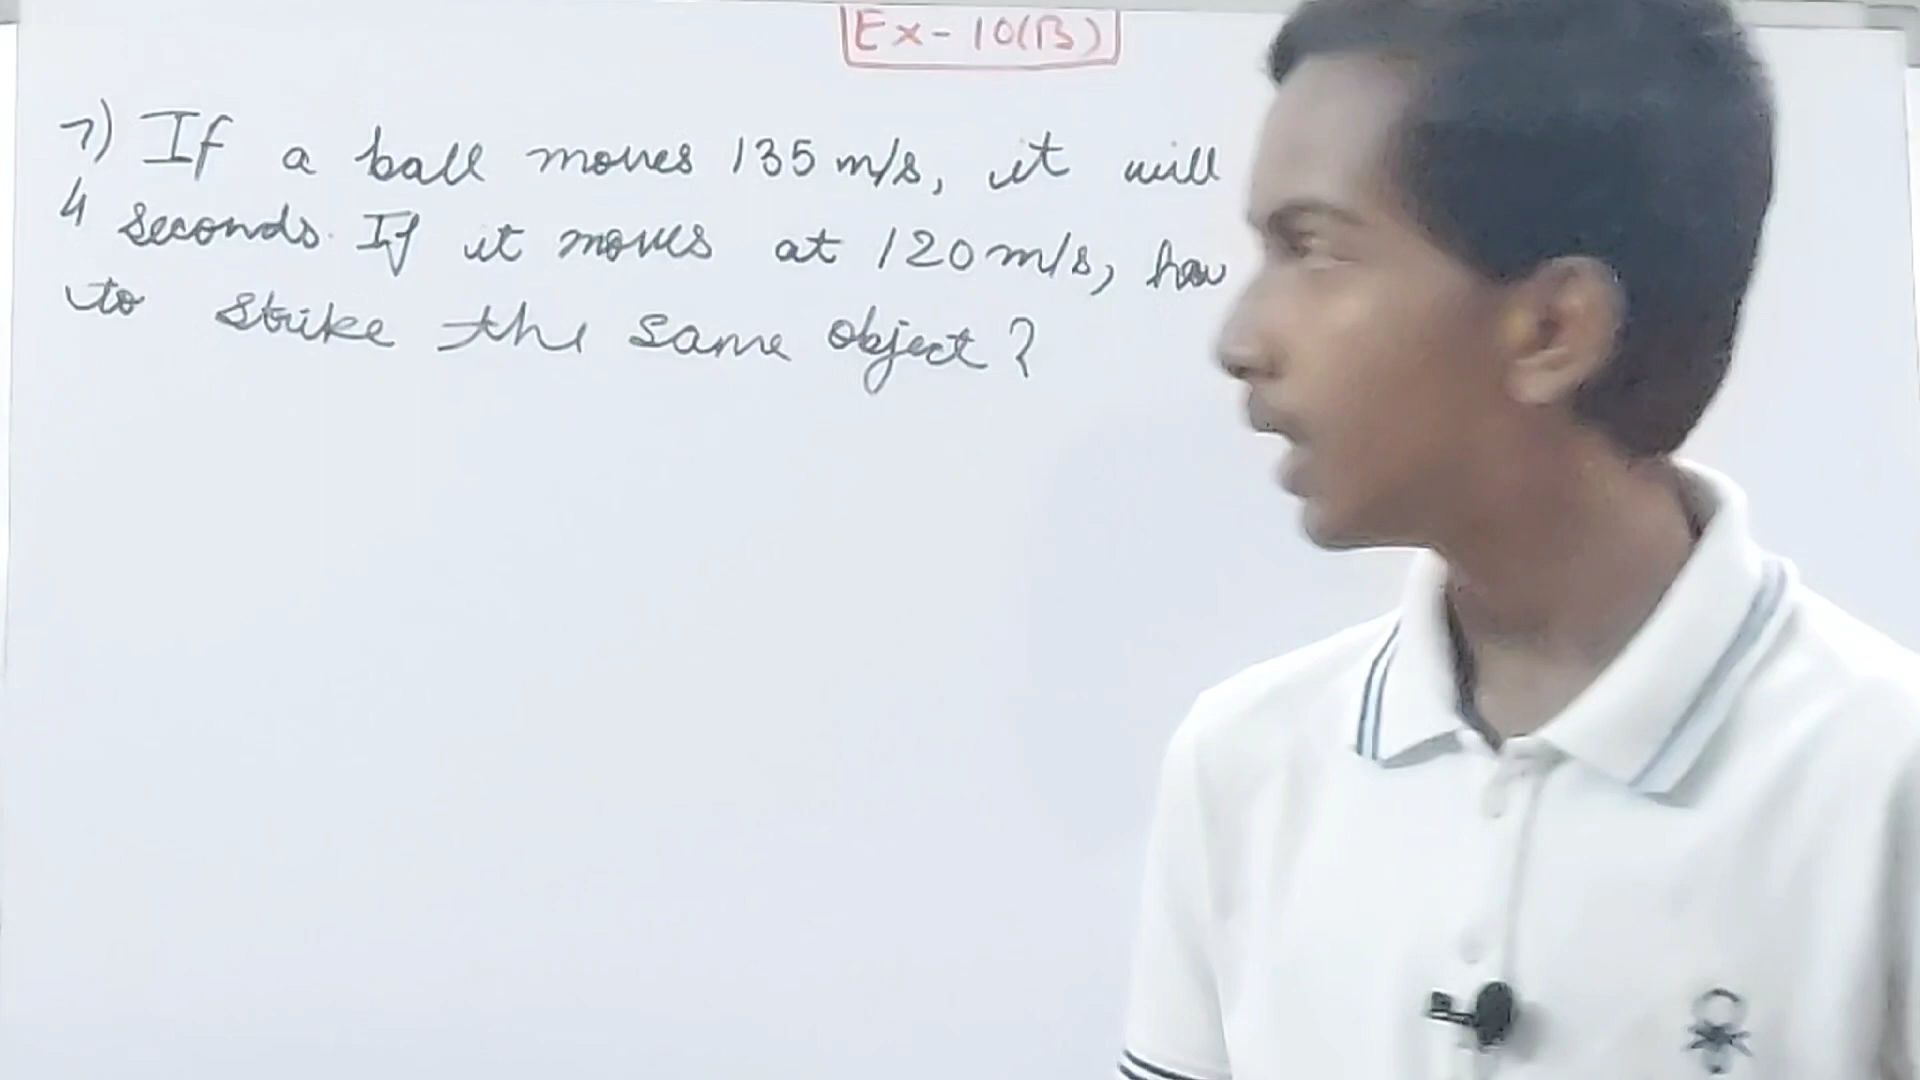 Ex-10(B)
7) If a ball moves 135 m/s, it will
4 seconds. If it moves at 120 m/s, how
to strike the same object?